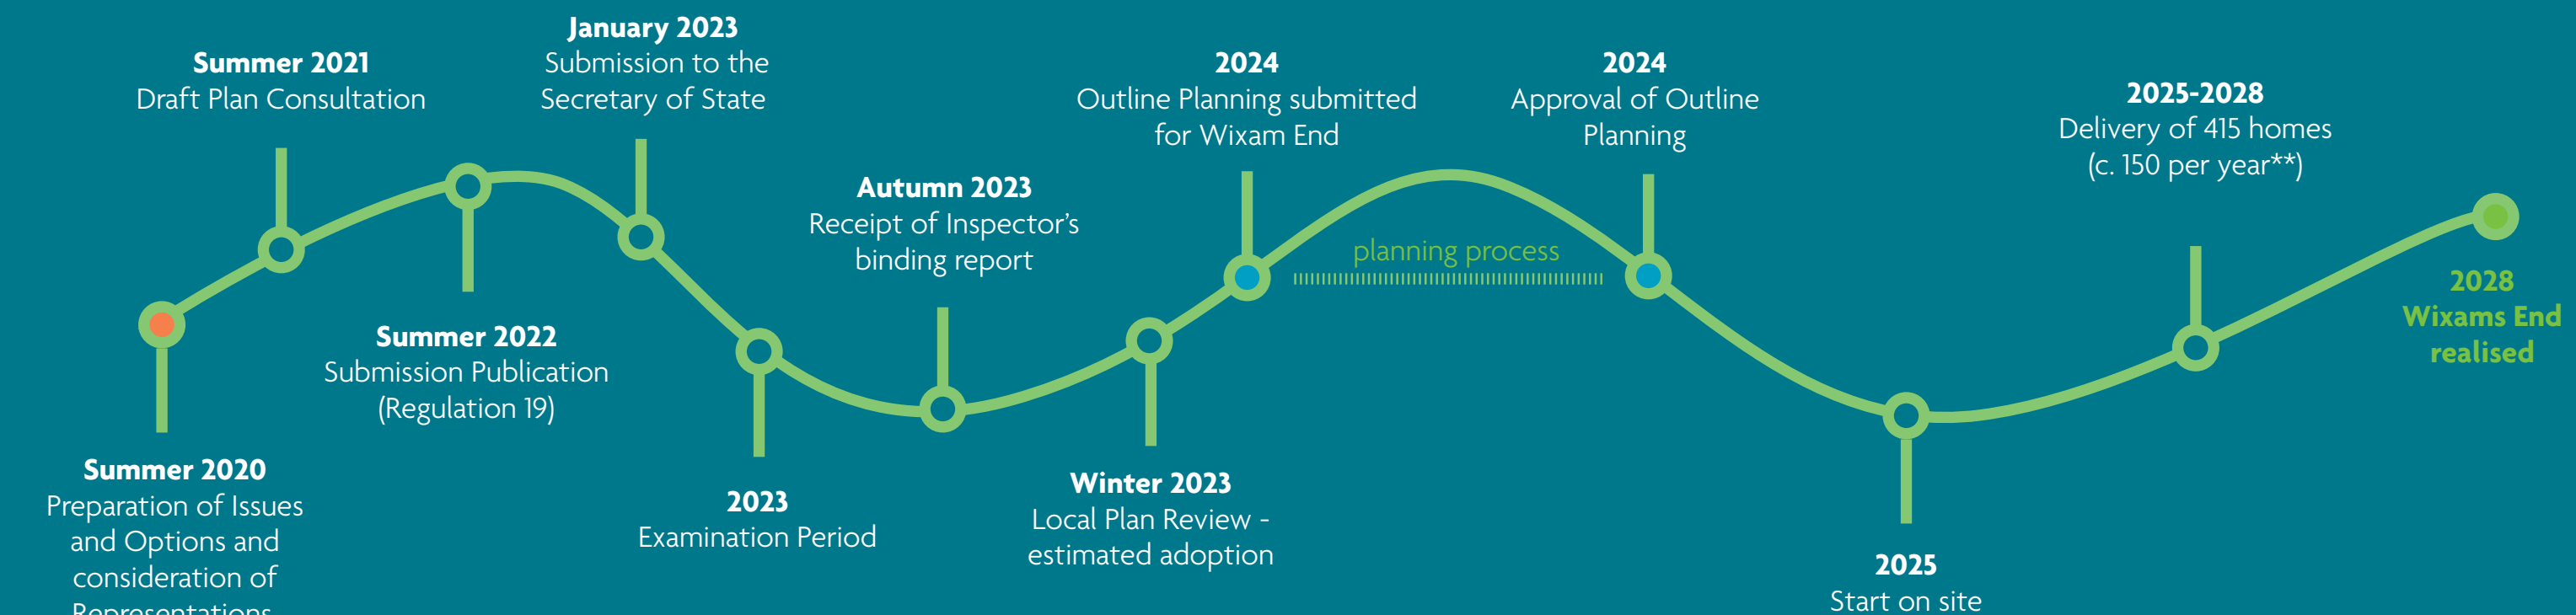 Summer 2020
Preparation of Issues
and Options and
consideration of
Representations
Summer 2021
Draft Plan Consultation
Summer 2022
Submission Publication
(Regulation 19)
January 2023
Submission to the
Secretary of State
2023
Examination Period
Autumn 2023
Receipt of Inspector’s
binding report
Winter 2023
Local Plan Review -
estimated adoption
2024
Outline Planning submitted
for Wixam End
planning process
2024
Approval of Outline
Planning
2025
Start on site
2025-2028
Delivery of 415 homes
(c. 150 per year**)
2028
Wixams End
realised